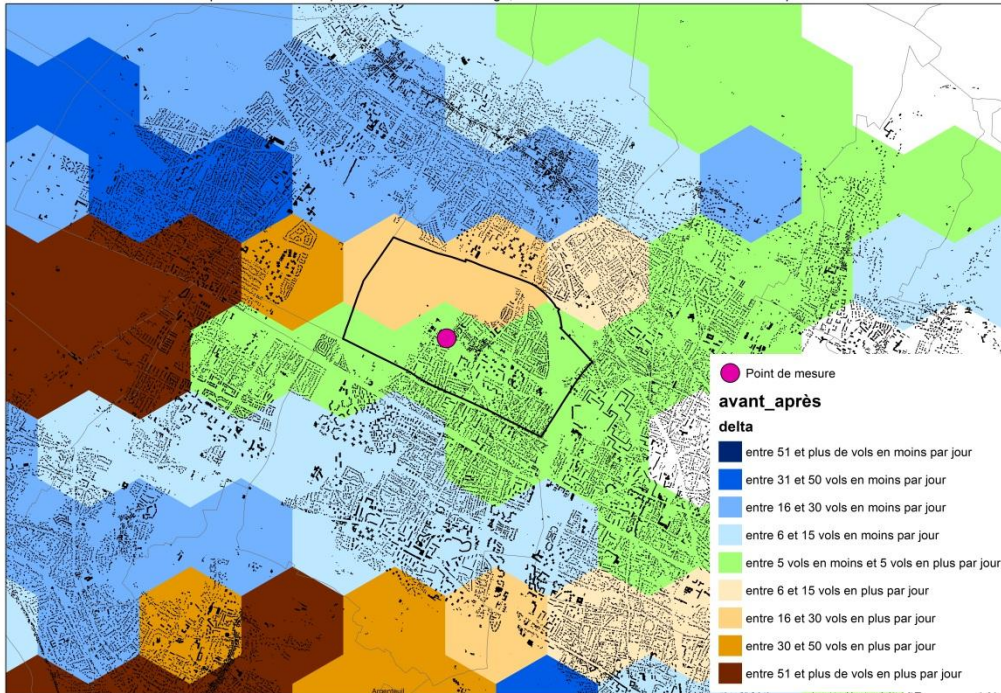 Point de mesure
avant_après
delta
entre 51 et plus de vols en moins par jour
entre 31 et 50 vols en moins par jour
entre 16 et 30 vols en moins par jour
entre 6 et 15 vols en moins par jour
entre 5 vols en moins et 5 vols en plus par jour
entre 6 et 15 vols en plus par jour
entre 16 et 30 vols en plus par jour
entre 30 et 50 vols en plus par jour
entre 51 et plus de vols en plus par jour
Argenteuil